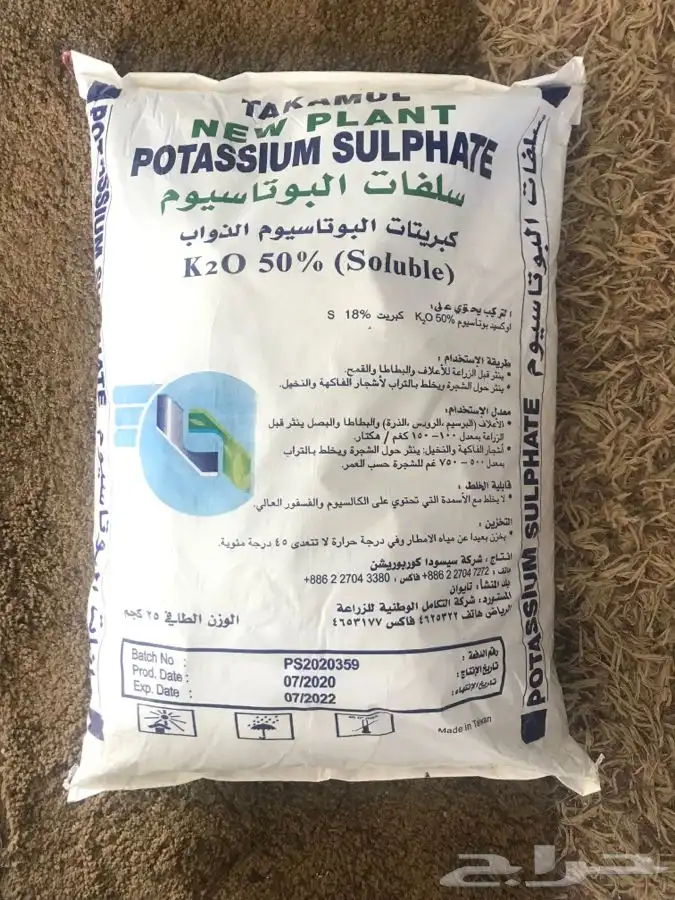 TAKAMUL
NEW PLANT
POTASSIUM SULPHATE
سلفات البوتاسيوم
كبريتات البوتاسيوم الذواب
K2O 50% (Soluble)
التركيب يحتوي على:
اوكسيد بوتاسيوم K2O 50% كبريت 18% S
طريقة الإستخدام :
• ينثر قبل الزراعة للأعلاف والبطاطا والقمح.
• ينثر حول الشجرة ويخلط بالتراب لأشجار الفاكهة والنخيل.
معدل الإستخدام:
• الأعلاف (البرسيم ،الرودس ،الذرة) والبطاطا والبصل ينثر قبل
الزراعة بمعدل ١٠٠-١٥٠ كغم / هكتار.
• أشجار الفاكهة والنخيل: ينثر حول الشجرة ويخلط بالتراب
بمعدل ٥٠٠-٧٥٠ غم للشجرة حسب العمر.
قابلية الخلط :
• لا يخلط مع الأسمدة التي تحتوي على الكالسيوم والفسفور العالي.
التخزين :
• يخزن بعيدا عن مياه الامطار وفي درجة حرارة لا تتعدى ٤٥ درجة مئوية.
انتاج : شركة سيسودا كوربوريشن
هاتف : 7272 2704 2 886+ فاكس : 3380 2704 2 886+
بلد المنشأ: تايوان
المستورد : شركة التكامل الوطنية للزراعة
الرياض هاتف ٤٦٢٥٣٢٢ فاكس ٤٦٥٣١٧٧
الوزن الصافي ٢٥ كجم
Batch No : PS2020359 رقم الدفعة :
Prod. Date : 07/2020 تاريخ الإنتاج :
Exp. Date : 07/2022 تاريخ الإنتهاء :
Made in Taiwan
POTASSIUM SULPHATE سلفات البوتاسيوم
حراج